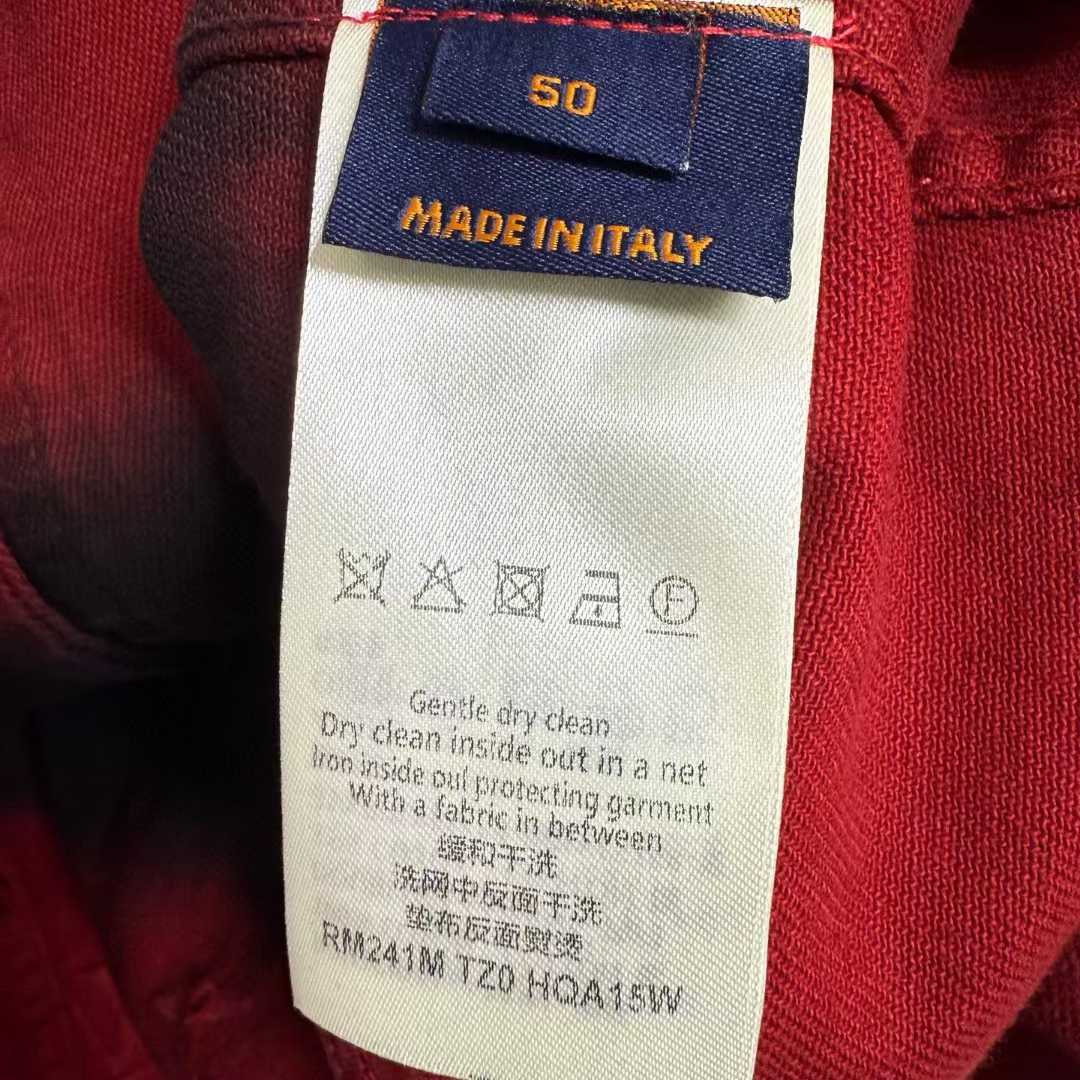 50
MADE IN ITALY
F
Gentle dry clean
Dry clean inside out in a net
Iron inside out protecting garment
With a fabric in between
缓和干洗
洗网中反面干洗
垫布反面熨烫
RM241M TZ0 HOA15W